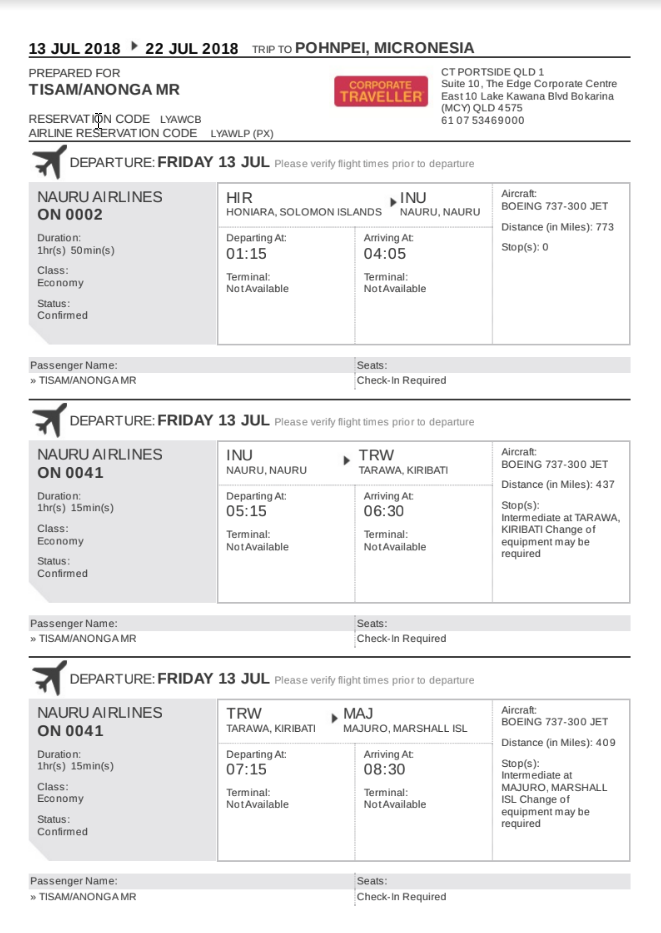 13 JUL 2018 22 JUL 2018 TRIP TO POHNPEI, MICRONESIA
PREPARED FOR
TISAM/ANONGA MR
RESERVATION CODE LYAWCB
AIRLINE RESERVATION CODE LYAWLP (PX)
CORPORATE
TRAVELLER
CT PORTSIDE QLD 1
Suite 10, The Edge Corporate Centre
East 10 Lake Kawana Blvd Bokarina
(MCY) QLD 4575
61 07 53469000
DEPARTURE: FRIDAY 13 JUL Please verify flight times prior to departure
NAURU AIRLINES
ON 0002
Duration:
1hr(s) 50min(s)
Class:
Economy
Status:
Confirmed
HIR
HONIARA, SOLOMON ISLANDS
INU
NAURU, NAURU
Departing At:
01:15
Terminal:
Not Available
Arriving At:
04:05
Terminal:
Not Available
Aircraft:
BOEING 737-300 JET
Distance (in Miles): 773
Stop(s): 0
Passenger Name: Seats:
» TISAM/ANONGA MR Check-In Required
DEPARTURE: FRIDAY 13 JUL Please verify flight times prior to departure
NAURU AIRLINES
ON 0041
Duration:
1hr(s) 15min(s)
Class:
Economy
Status:
Confirmed
INU
NAURU, NAURU
TRW
TARAWA, KIRIBATI
Departing At:
05:15
Terminal:
Not Available
Arriving At:
06:30
Terminal:
Not Available
Aircraft:
BOEING 737-300 JET
Distance (in Miles): 437
Stop(s):
Intermediate at TARAWA,
KIRIBATI Change of
equipment may be
required
Passenger Name: Seats:
» TISAM/ANONGA MR Check-In Required
DEPARTURE: FRIDAY 13 JUL Please verify flight times prior to departure
NAURU AIRLINES
ON 0041
Duration:
1hr(s) 15min(s)
Class:
Economy
Status:
Confirmed
TRW
TARAWA, KIRIBATI
MAJ
MAJURO, MARSHALL ISL
Departing At:
07:15
Terminal:
Not Available
Arriving At:
08:30
Terminal:
Not Available
Aircraft:
BOEING 737-300 JET
Distance (in Miles): 409
Stop(s):
Intermediate at
MAJURO, MARSHALL
ISL Change of
equipment may be
required
Passenger Name: Seats:
» TISAM/ANONGA MR Check-In Required